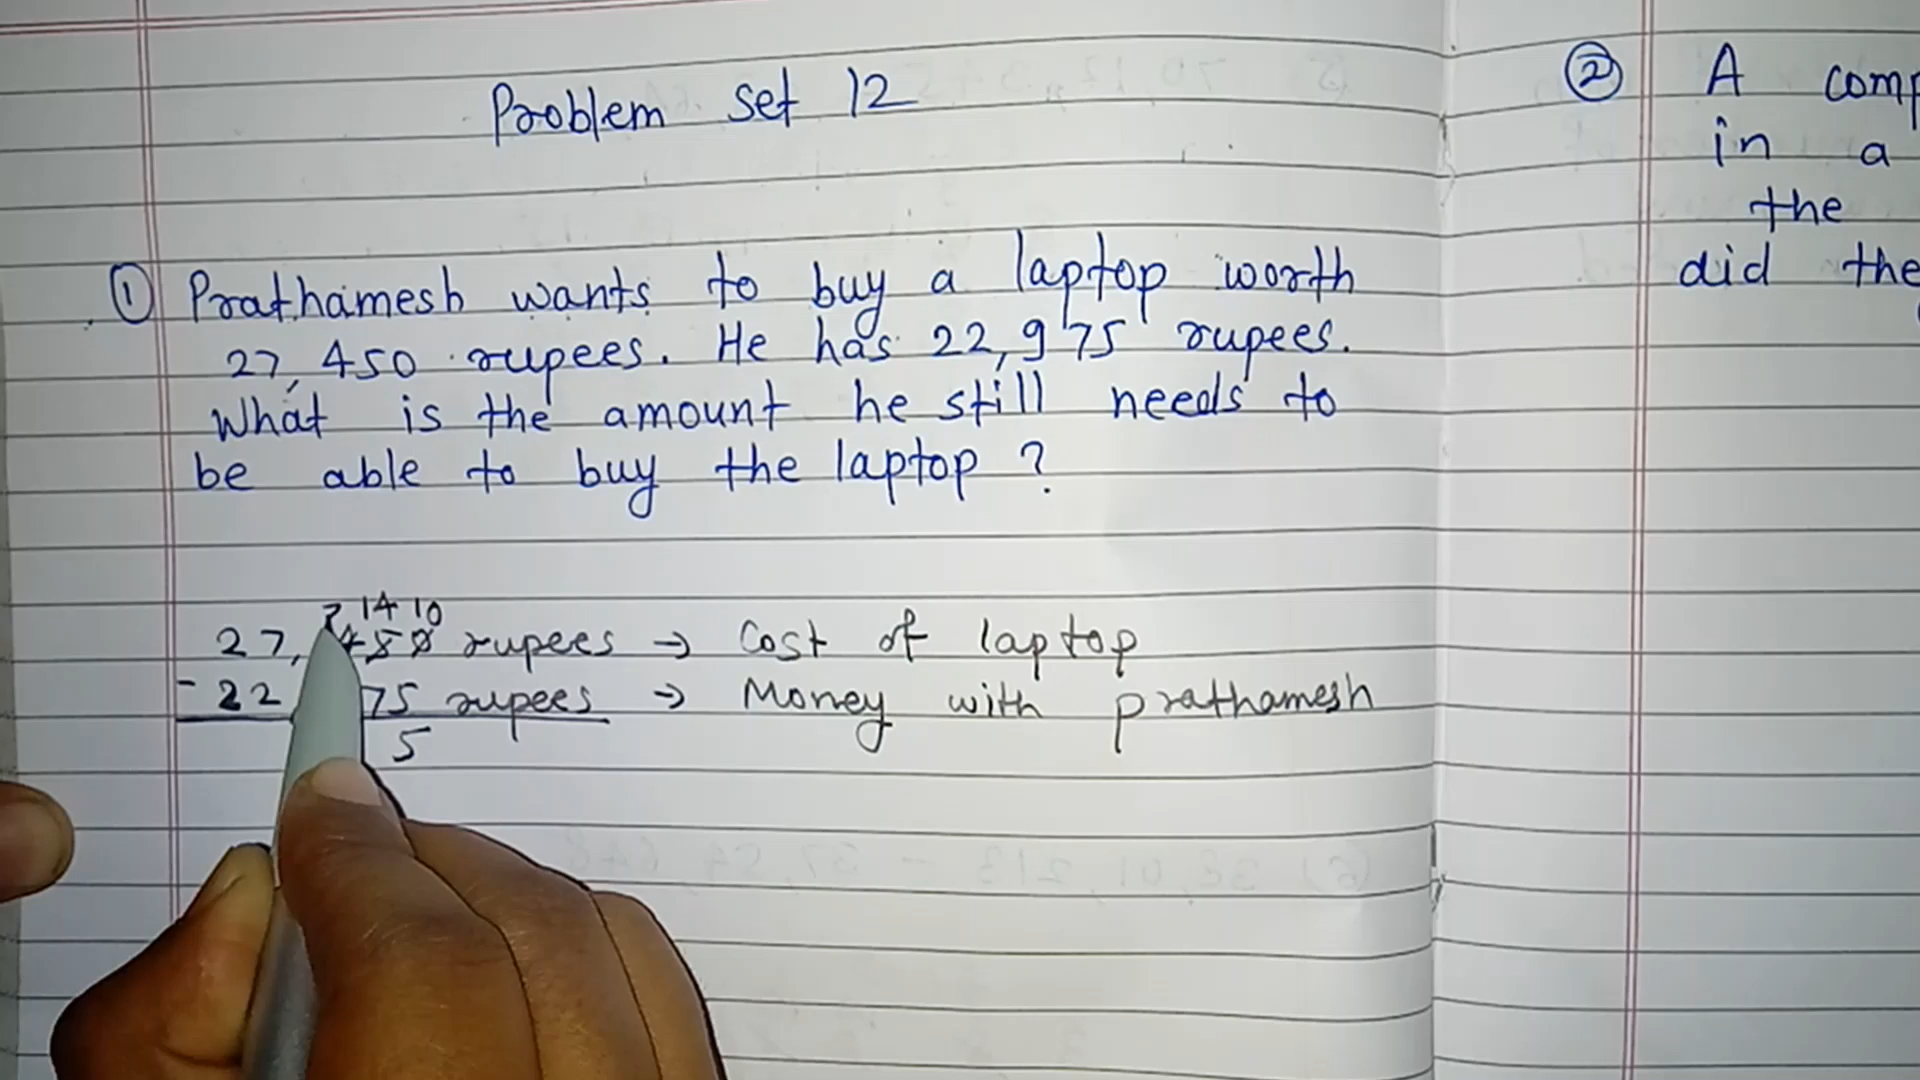 Problem set 12
① Prathamesh wants to buy a laptop worth
27,450 rupees. He has 22,975 rupees.
What is the amount he still needs to
be able to buy the laptop ?
14 10
27,450 rupees → Cost of laptop
- 22 75 rupees → Money with prathamesh
5
② A comp
in a
the
did the